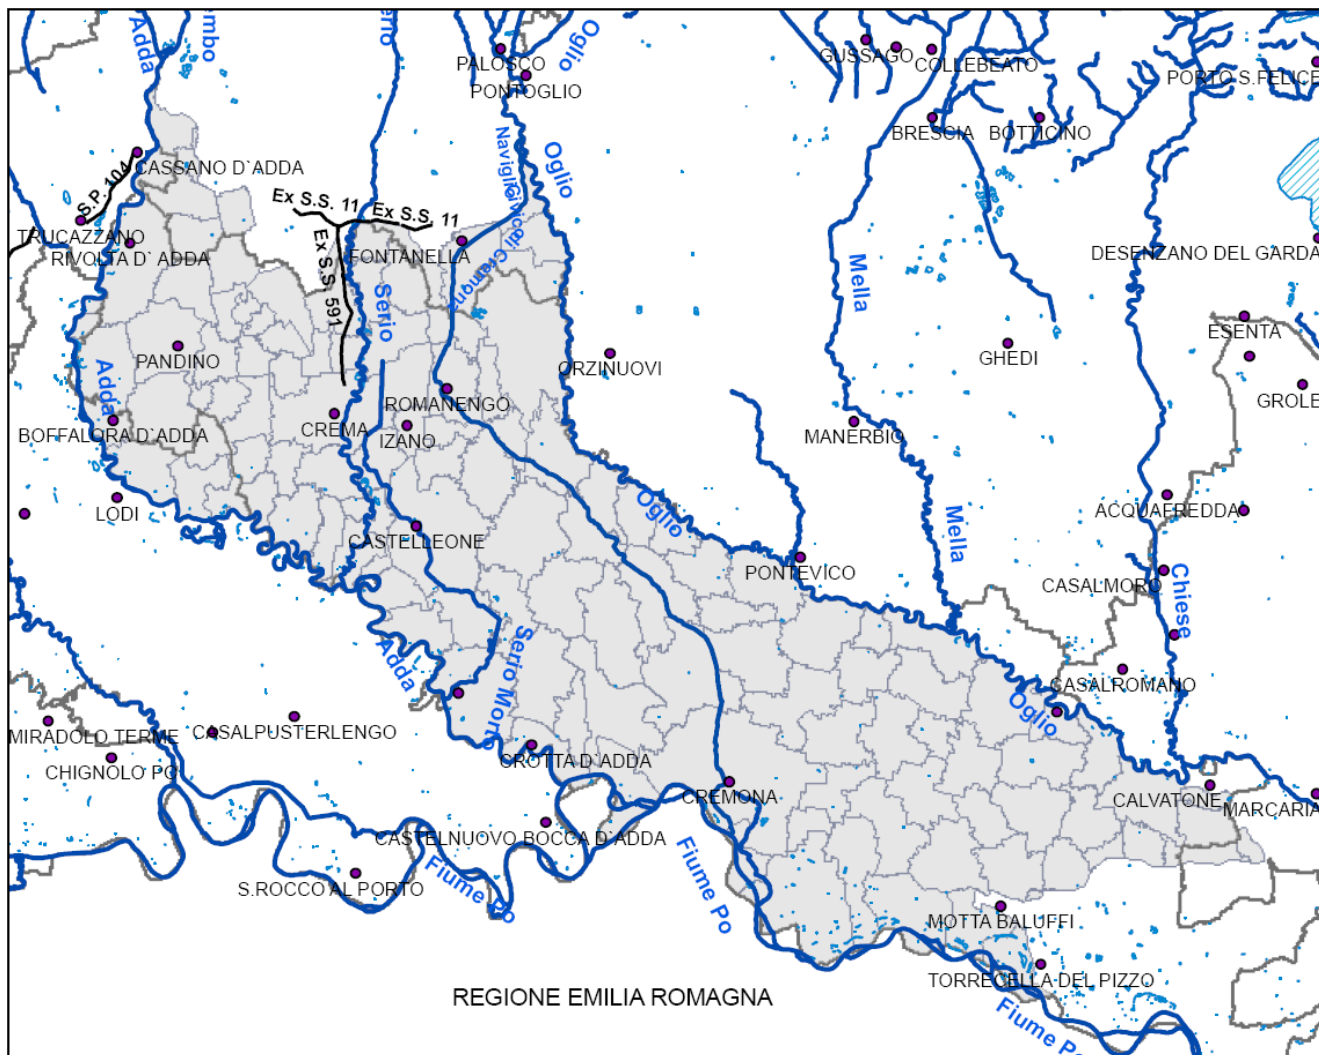 Adda
mbo
erio
Oglio
PALOSCO
PONTOGLIO
GUSSAGO
COLLEBEATO
PORTO S.FELICE
BRESCIA
BOTTICINO
CASSANO D`ADDA
S.P. 104
Ex S.S. 11
Ex S.S. 11
Ex S.S. 591
Naviglio Civico di Cremona
Oglio
TRUCAZZANO
RIVOLTA D` ADDA
FONTANELLA
DESENZANO DEL GARDA
Serio
Mella
ESENTA
PANDINO
ORZINUOVI
GHEDI
Adda
GROLE
ROMANENGO
BOFFALORA D`ADDA
CREMA
IZANO
MANERBIO
LODI
Oglio
ACQUAFREDDA
CASTELLEONE
Mella
PONTEVICO
CASALMORO
Chiese
Adda
Serio Morto
CASALROMANO
Oglio
MIRADOLO TERME
CASALPUSTERLENGO
CHIGNOLO PO
CROTTA D`ADDA
CREMONA
CALVATONE
MARCARIA
CASTELNUOVO BOCCA D`ADDA
Fiume Po
S.ROCCO AL PORTO
Fiume Po
MOTTA BALUFFI
TORRECELLA DEL PIZZO
REGIONE EMILIA ROMAGNA
Fiume Po